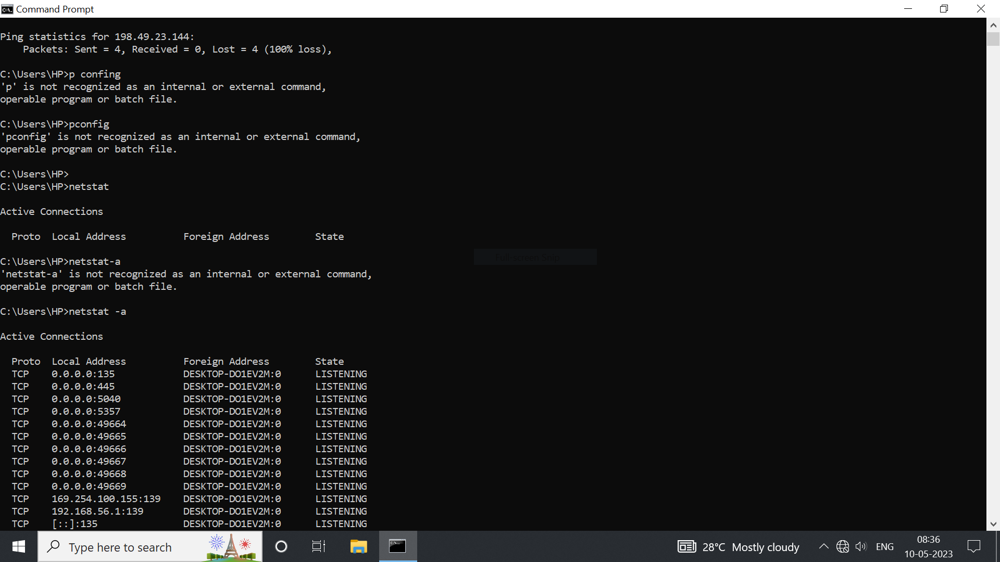 Command Prompt
Ping statistics for 198.49.23.144:
    Packets: Sent = 4, Received = 0, Lost = 4 (100% loss),
C:\Users\HP>p confing
'p' is not recognized as an internal or external command,
operable program or batch file.
C:\Users\HP>pconfig
'pconfig' is not recognized as an internal or external command,
operable program or batch file.
C:\Users\HP>
C:\Users\HP>netstat
Active Connections
  Proto  Local Address          Foreign Address        State
C:\Users\HP>netstat-a
'netstat-a' is not recognized as an internal or external command,
operable program or batch file.
Full-screen Snip
C:\Users\HP>netstat -a
Active Connections
  Proto  Local Address          Foreign Address        State
  TCP    0.0.0.0:135            DESKTOP-DO1EV2M:0      LISTENING
  TCP    0.0.0.0:445            DESKTOP-DO1EV2M:0      LISTENING
  TCP    0.0.0.0:5040           DESKTOP-DO1EV2M:0      LISTENING
  TCP    0.0.0.0:5357           DESKTOP-DO1EV2M:0      LISTENING
  TCP    0.0.0.0:49664          DESKTOP-DO1EV2M:0      LISTENING
  TCP    0.0.0.0:49665          DESKTOP-DO1EV2M:0      LISTENING
  TCP    0.0.0.0:49666          DESKTOP-DO1EV2M:0      LISTENING
  TCP    0.0.0.0:49667          DESKTOP-DO1EV2M:0      LISTENING
  TCP    0.0.0.0:49668          DESKTOP-DO1EV2M:0      LISTENING
  TCP    0.0.0.0:49669          DESKTOP-DO1EV2M:0      LISTENING
  TCP    169.254.100.155:139    DESKTOP-DO1EV2M:0      LISTENING
  TCP    192.168.56.1:139       DESKTOP-DO1EV2M:0      LISTENING
  TCP    [::]:135               DESKTOP-DO1EV2M:0      LISTENING
Type here to search
28°C Mostly cloudy
ENG
08:36
10-05-2023